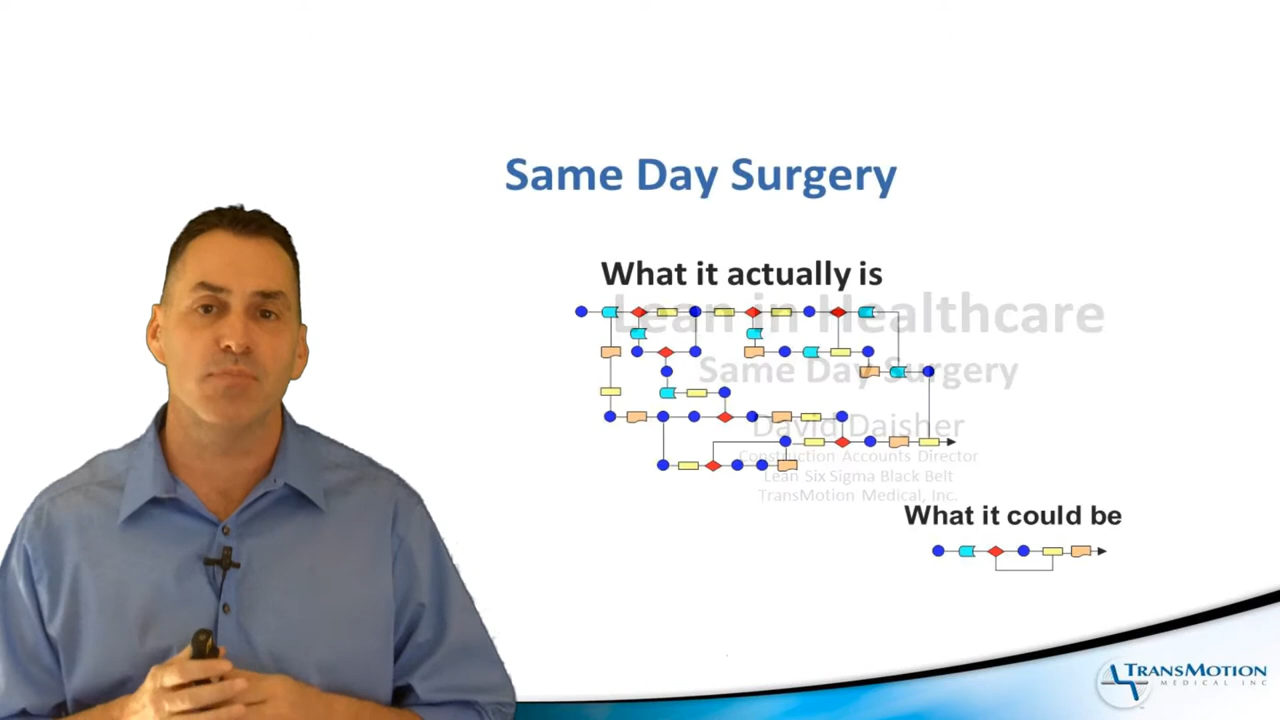 Same Day Surgery
What it actually is
Lean in Healthcare
Same Day Surgery
David Daisher
Construction Accounts Director
Lean Six Sigma Black Belt
TransMotion Medical, Inc.
What it could be
TRANSMOTION
MEDICAL INC